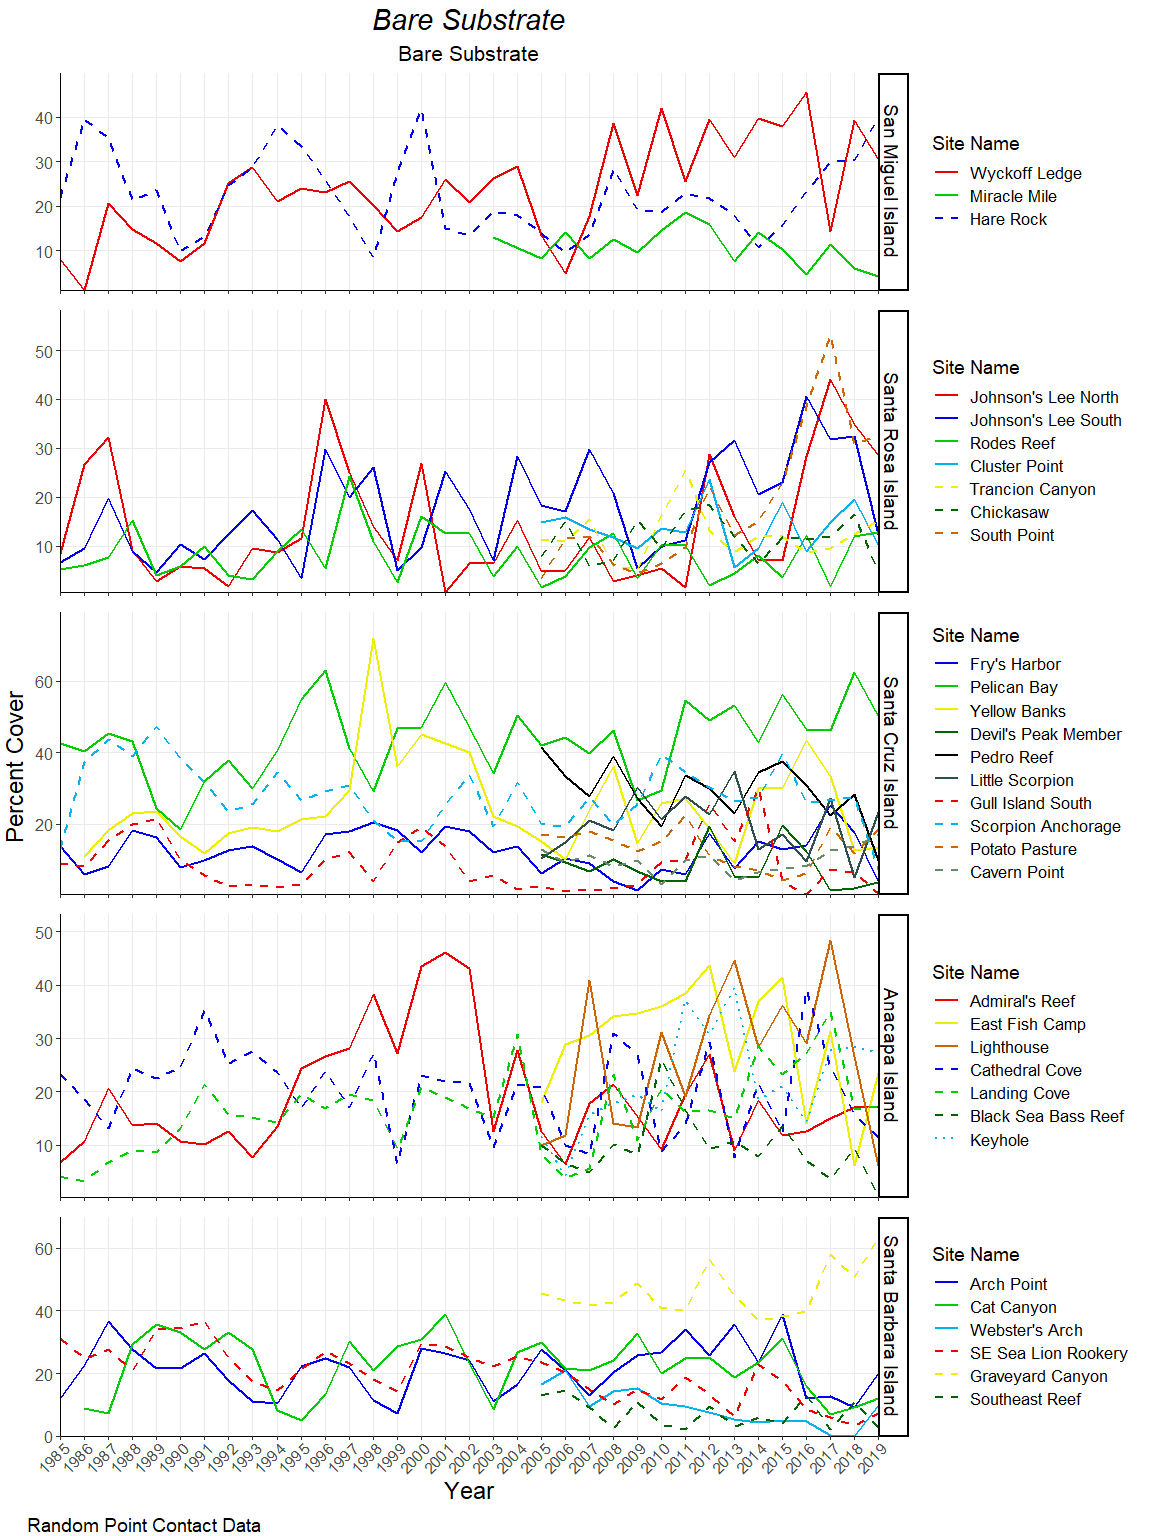 Bare Substrate
Bare Substrate
40
30
20
10
San Miguel Island
Site Name
Wyckoff Ledge
Miracle Mile
Hare Rock
50
40
30
20
10
Santa Rosa Island
Site Name
Johnson's Lee North
Johnson's Lee South
Rodes Reef
Cluster Point
Trancion Canyon
Chickasaw
South Point
Percent Cover
60
40
20
Santa Cruz Island
Site Name
Fry's Harbor
Pelican Bay
Yellow Banks
Devil's Peak Member
Pedro Reef
Little Scorpion
Gull Island South
Scorpion Anchorage
Potato Pasture
Cavern Point
50
40
30
20
10
Anacapa Island
Site Name
Admiral's Reef
East Fish Camp
Lighthouse
Cathedral Cove
Landing Cove
Black Sea Bass Reef
Keyhole
60
40
20
0
Santa Barbara Island
Site Name
Arch Point
Cat Canyon
Webster's Arch
SE Sea Lion Rookery
Graveyard Canyon
Southeast Reef
1985 1986 1987 1988 1989 1990 1991 1992 1993 1994 1995 1996 1997 1998 1999 2000 2001 2002 2003 2004 2005 2006 2007 2008 2009 2010 2011 2012 2013 2014 2015 2016 2017 2018 2019
Year
Random Point Contact Data